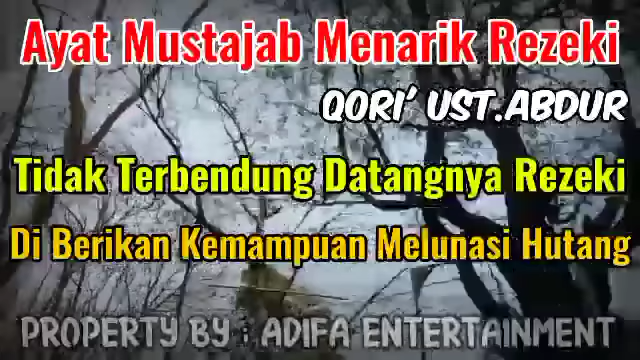 Ayat Mustajab Menarik Rezeki
QORI' UST.ABDUR
Tidak Terbendung Datangnya Rezeki
Di Berikan Kemampuan Melunasi Hutang
PROPERTY BY : ADIFA ENTERTAINMENT